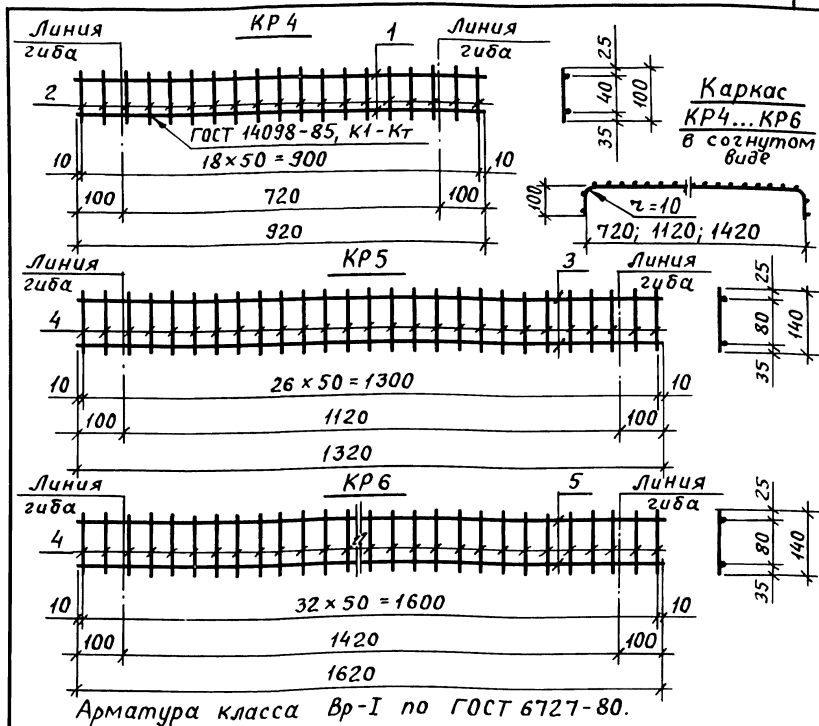 КР 4
Линия
гиба
1
Линия
гиба
2
ГОСТ 14098-85, К1-Кт
10
18×50=900
10
100
720
100
920
25
40
100
35
Каркас
КР4...КР6
в согнутом
виде
100
r=10
720; 1120; 1420
Линия
гиба
КР5
3
Линия
гиба
4
10
26×50=1300
10
100
1120
100
1320
25
80
140
35
Линия
гиба
КР6
5
Линия
гиба
4
10
32×50=1600
10
100
1420
100
1620
25
80
140
35
Арматура класса Вр-I по ГОСТ 6727-80.